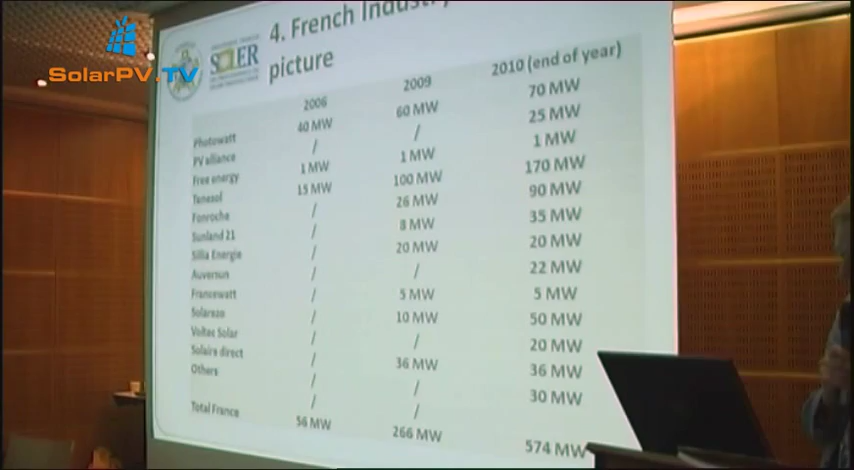 SolarPV.TV
SOLER
4. French Industry
picture
2006 2009 2010 (end of year)
Photowatt 40 MW 60 MW 70 MW
PV alliance / / 25 MW
Free energy 1 MW 1 MW 1 MW
Tenesol 15 MW 100 MW 170 MW
Fonroche / 26 MW 90 MW
Sunland 21 / 8 MW 35 MW
Sillia Energie / 20 MW 20 MW
Auversun / / 22 MW
Francewatt / 5 MW 5 MW
Solarezo / 10 MW 50 MW
Voltec Solar / / 20 MW
Solaire direct / 36 MW 36 MW
Others / / 30 MW
/ /
Total France 56 MW 266 MW 574 MW